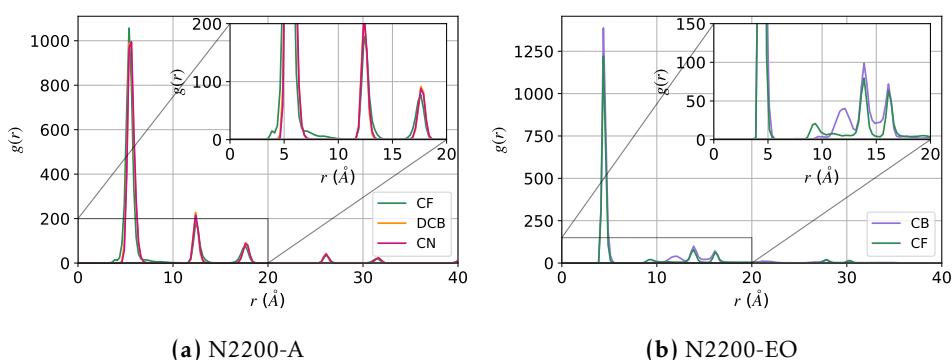 1000
800
600
400
200
0
g(r)
0 10 20 30 40
r (Å)
200
100
0
g(r)
0 5 10 15 20
r (Å)
CF
DCB
CN
1250
1000
750
500
250
0
g(r)
0 10 20 30 40
r (Å)
150
100
50
0
g(r)
0 5 10 15 20
r (Å)
CB
CF
(a) N2200-A
(b) N2200-EO